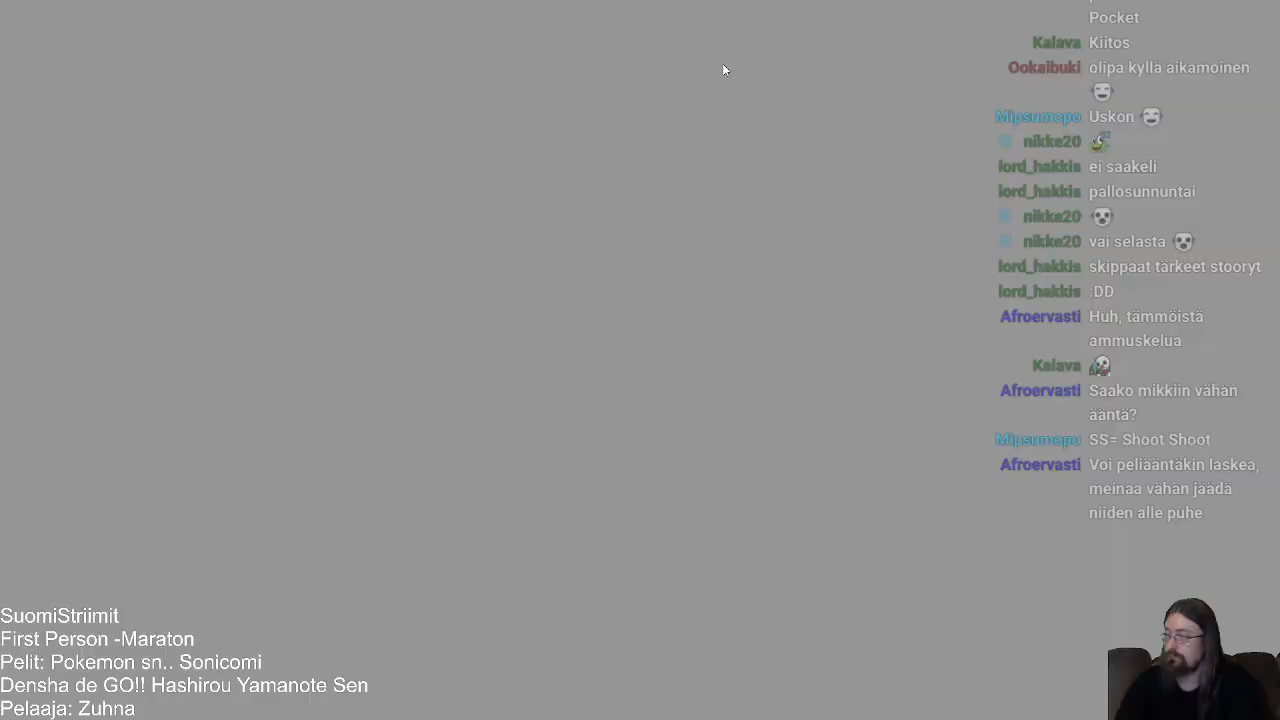 Pocket
Kalava Kiitos
Ookaibuki olipa kyllä aikamoinen
Mipsumopo Uskon
nikke20
lord_hakkis ei saakeli
lord_hakkis pallosunnuntai
nikke20
nikke20 vai selasta
lord_hakkis skippaat tärkeet stooryt
lord_hakkis :DD
Afroervasti Huh, tämmöistä
ammuskelua
Kalava
Afroervasti Saako mikkiin vähän
ääntä?
Mipsumopo SS= Shoot Shoot
Afroervasti Voi peliääntäkin laskea,
meinaa vähän jäädä
niiden alle puhe
SuomiStriimit
First Person -Maraton
Pelit: Pokemon sn.. Sonicomi
Densha de GO!! Hashirou Yamanote Sen
Pelaaja: Zuhna